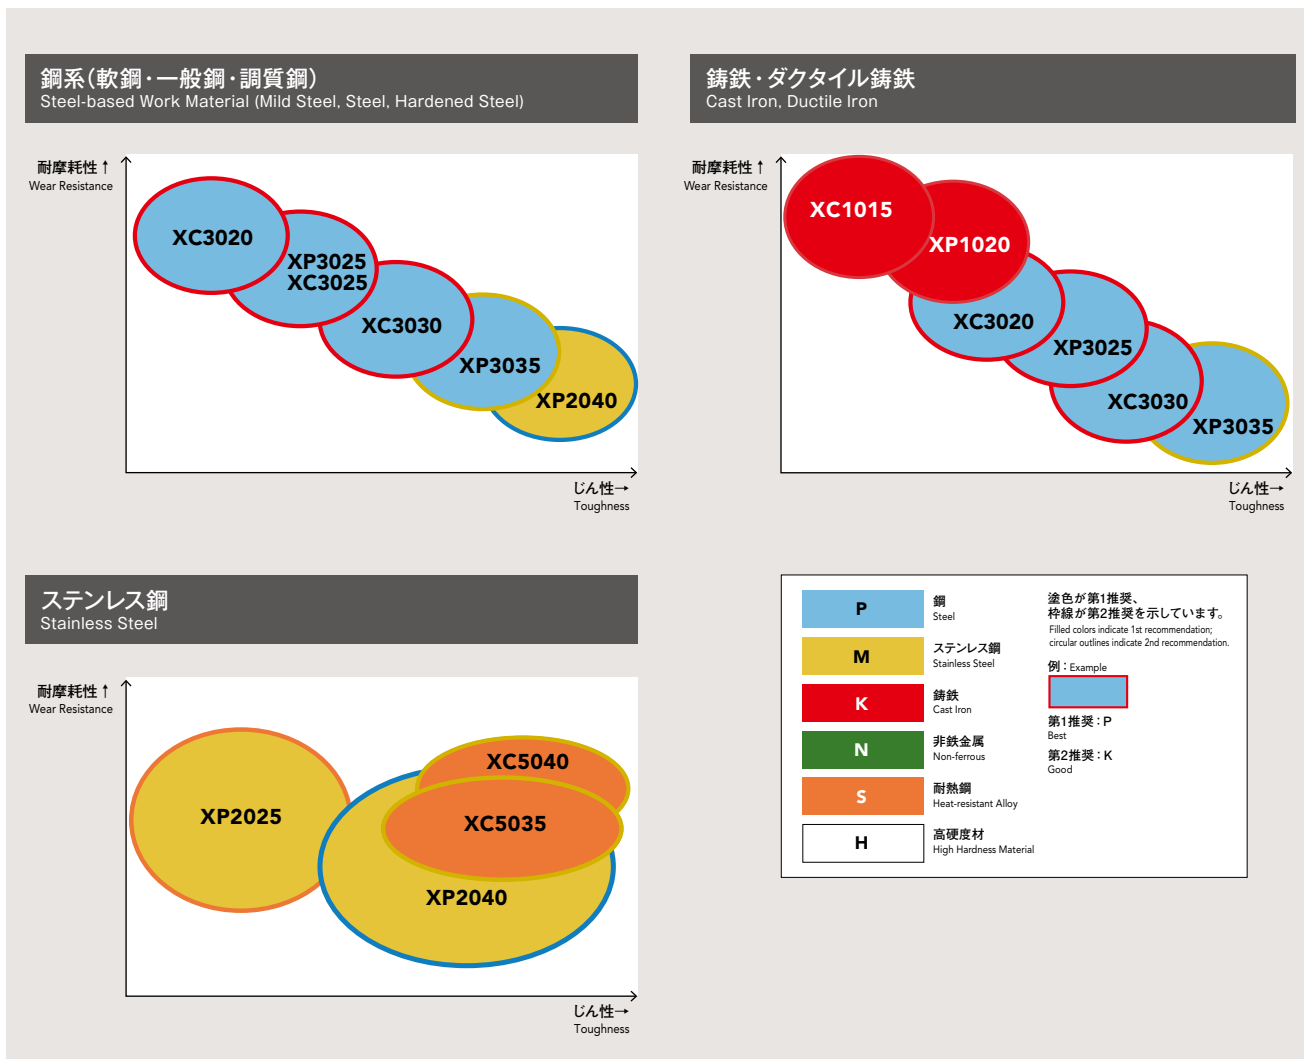 鋼系(軟鋼・一般鋼・調質鋼)
Steel-based Work Material (Mild Steel, Steel, Hardened Steel)
耐摩耗性↑
Wear Resistance
XC3020
XP3025
XC3025
XC3030
XP3035
XP2040
じん性→
Toughness
鋳鉄・ダクタイル鋳鉄
Cast Iron, Ductile Iron
耐摩耗性↑
Wear Resistance
XC1015
XP1020
XC3020
XP3025
XC3030
XP3035
じん性→
Toughness
ステンレス鋼
Stainless Steel
耐摩耗性↑
Wear Resistance
XC5040
XP2025
XC5035
XP2040
じん性→
Toughness
P
鋼
Steel
M
ステンレス鋼
Stainless Steel
K
鋳鉄
Cast Iron
N
非鉄金属
Non-ferrous
S
耐熱鋼
Heat-resistant Alloy
H
高硬度材
High Hardness Material
塗色が第1推奨、
枠線が第2推奨を示しています。
Filled colors indicate 1st recommendation;
circular outlines indicate 2nd recommendation.
例：Example
第1推奨：P
Best
第2推奨：K
Good